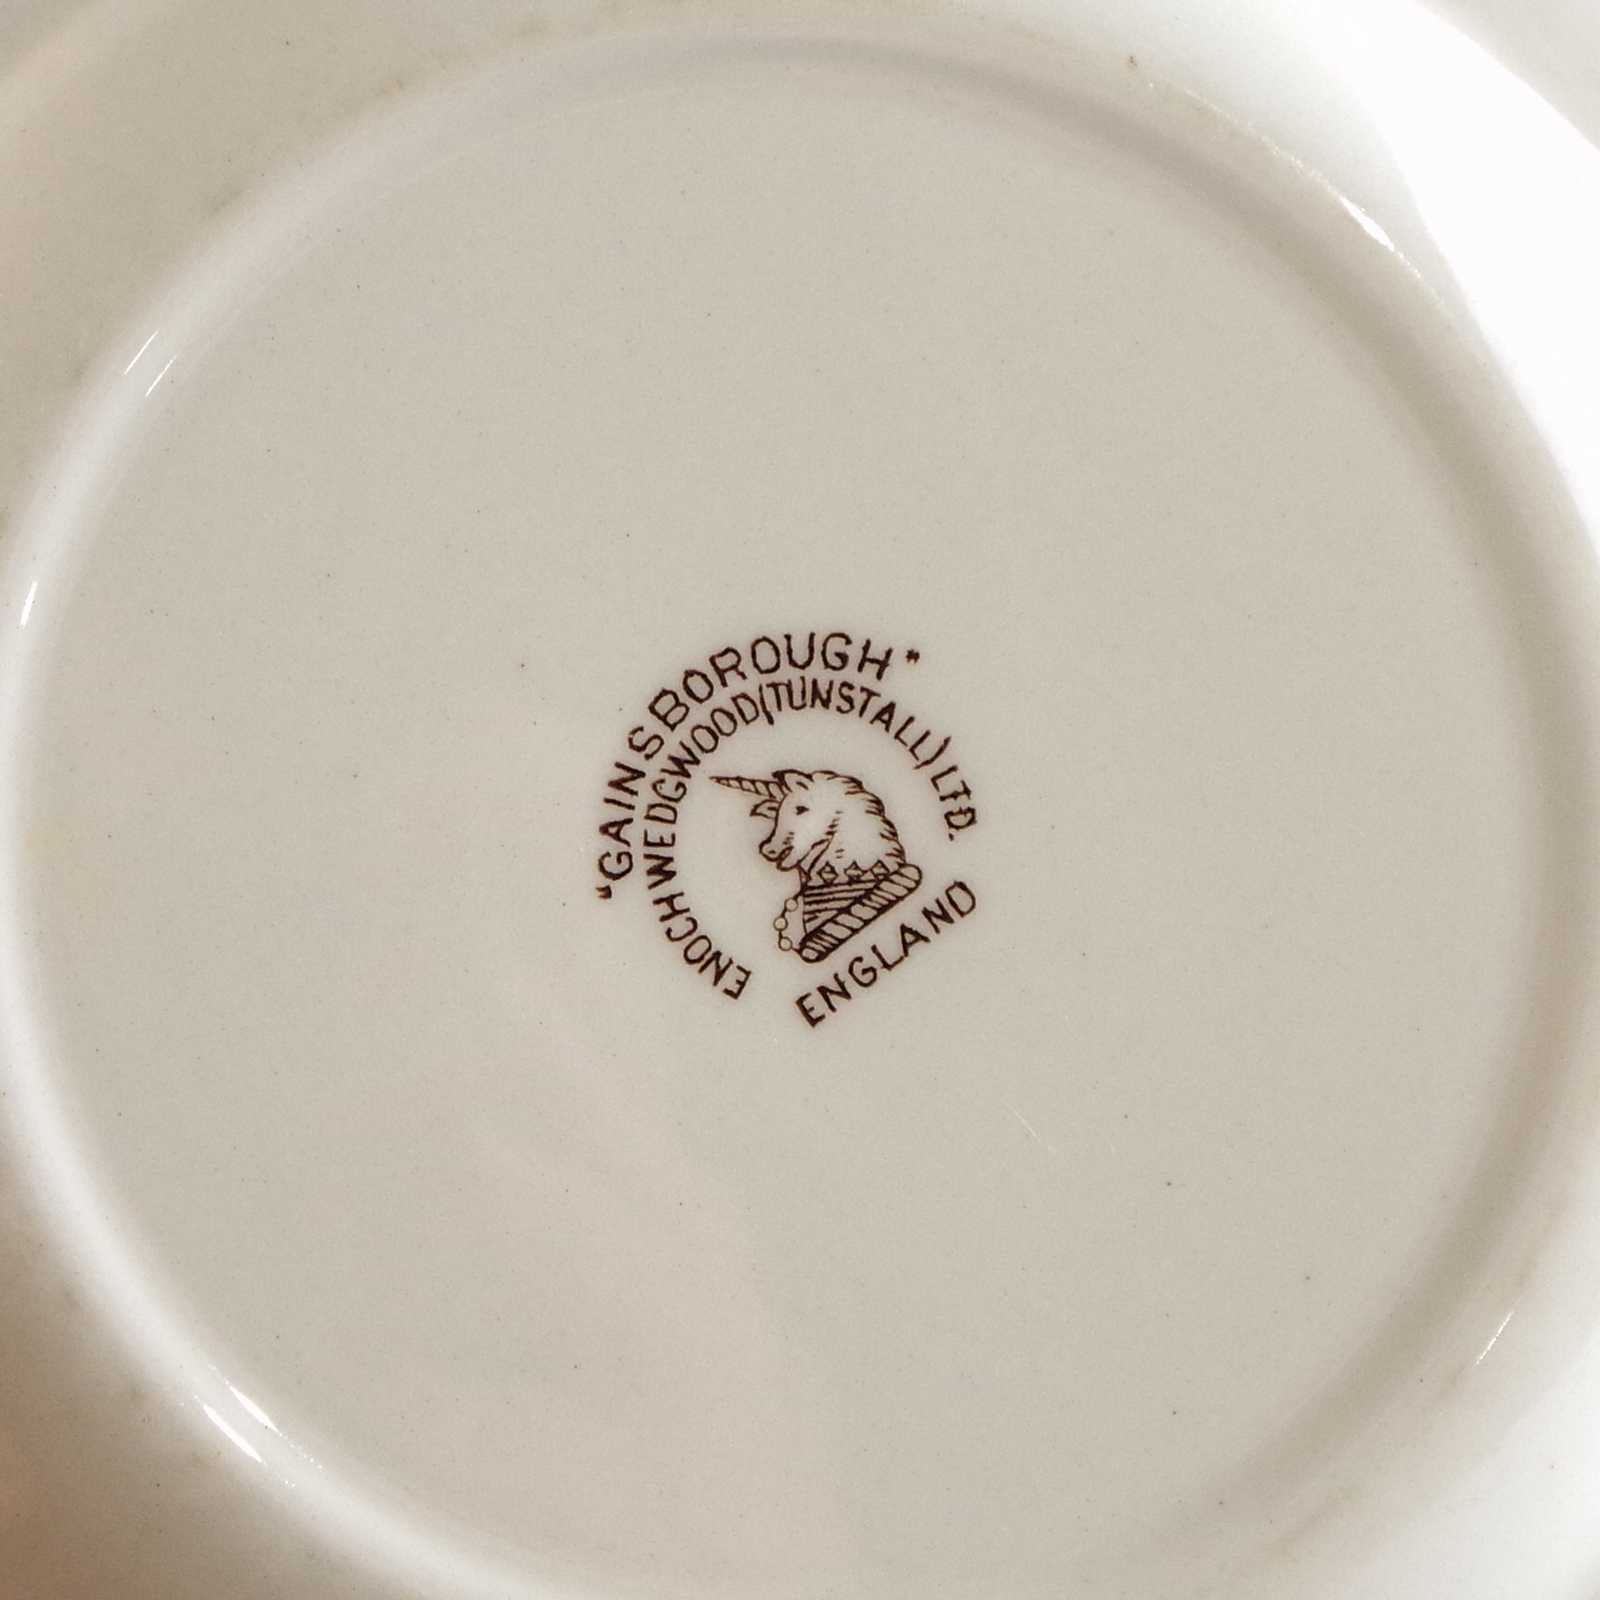 "GAINSBOROUGH"
ENOCH WEDGWOOD (TUNSTALL) LTD.
ENGLAND